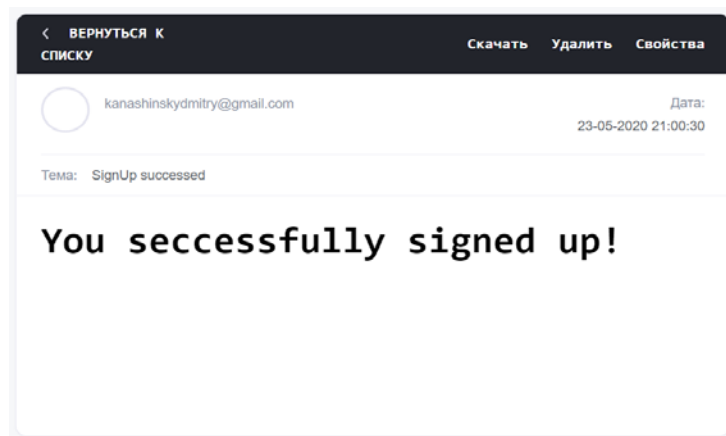 < ВЕРНУТЬСЯ К
СПИСКУ
Скачать Удалить Свойства
kanashinskydmitry@gmail.com
Дата:
23-05-2020 21:00:30
Тема: SignUp successed
You seccessfully signed up!